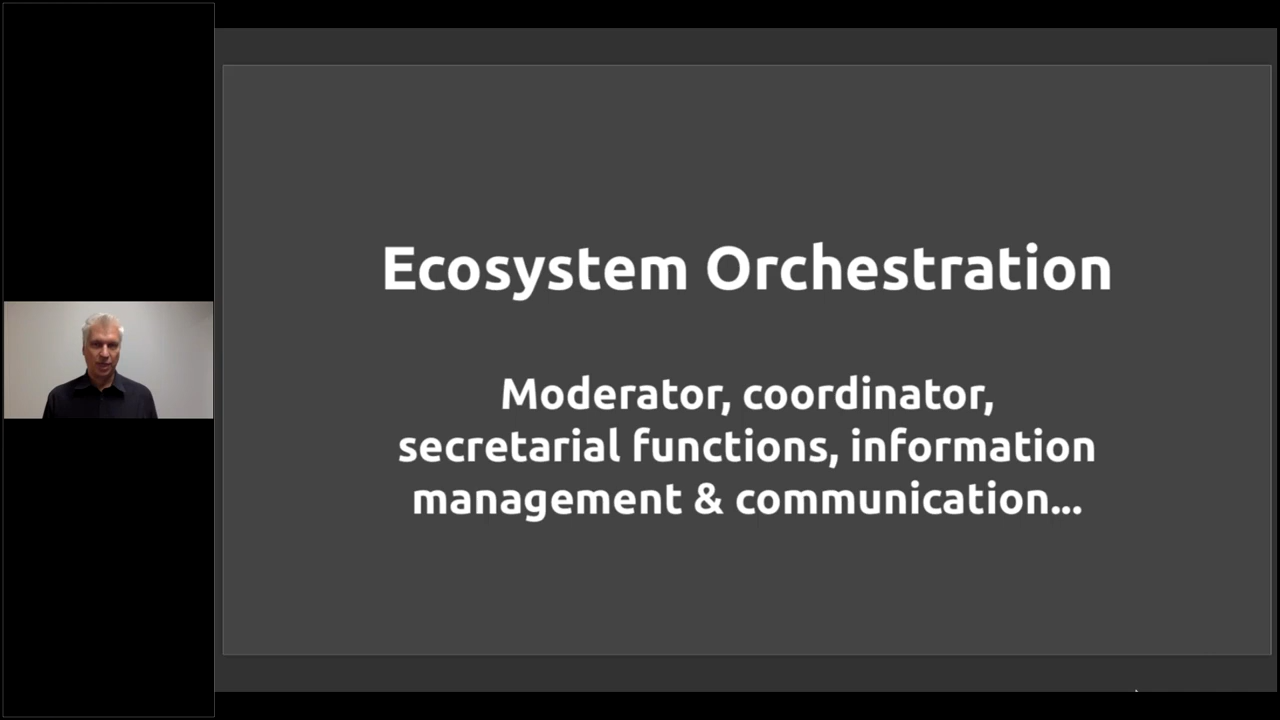 Ecosystem Orchestration
Moderator, coordinator,
secretarial functions, information
management & communication...